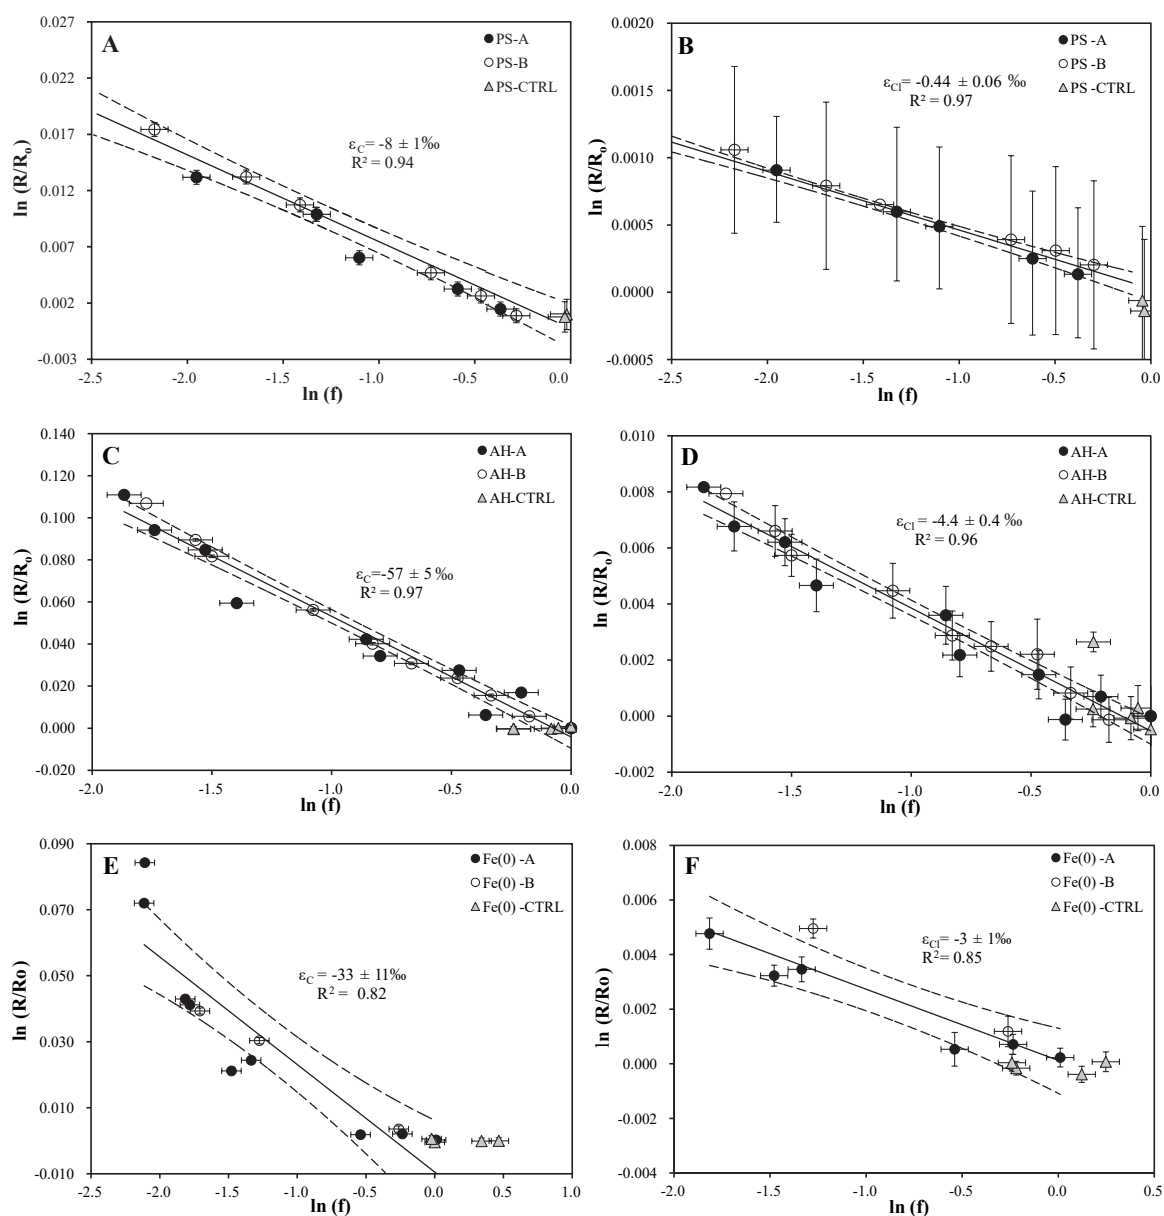 A
PS-A
PS-B
PS-CTRL
ε_C= -8 ± 1‰
R² = 0.94
0.027
0.022
0.017
0.012
0.007
0.002
-0.003
ln (R/R_o)
-2.5 -2.0 -1.5 -1.0 -0.5 0.0
ln (f)
B
PS -A
PS -B
PS -CTRL
ε_Cl= -0.44 ± 0.06 ‰
R² = 0.97
0.0020
0.0015
0.0010
0.0005
0.0000
-0.0005
ln (R/R_o)
-2.5 -2.0 -1.5 -1.0 -0.5 0.0
ln (f)
C
AH-A
AH-B
AH-CTRL
ε_C=-57 ± 5 ‰
R² = 0.97
0.140
0.120
0.100
0.080
0.060
0.040
0.020
0.000
-0.020
ln (R/R_o)
-2.0 -1.5 -1.0 -0.5 0.0
ln (f)
D
AH-A
AH-B
AH-CTRL
ε_Cl= -4.4 ± 0.4 ‰
R² = 0.96
0.010
0.008
0.006
0.004
0.002
0.000
-0.002
ln (R/R_o)
-2.0 -1.5 -1.0 -0.5 0.0
ln (f)
E
Fe(0) -A
Fe(0) -B
Fe(0) -CTRL
ε_C = -33 ± 11‰
R² = 0.82
0.090
0.070
0.050
0.030
0.010
-0.010
ln (R/Ro)
-2.5 -2.0 -1.5 -1.0 -0.5 0.0 0.5 1.0
ln (f)
F
Fe(0) -A
Fe(0) -B
Fe(0) -CTRL
ε_Cl= -3 ± 1‰
R²= 0.85
0.008
0.006
0.004
0.002
0.000
-0.002
-0.004
ln (R/Ro)
-2.0 -1.5 -1.0 -0.5 0.0 0.5
ln (f)